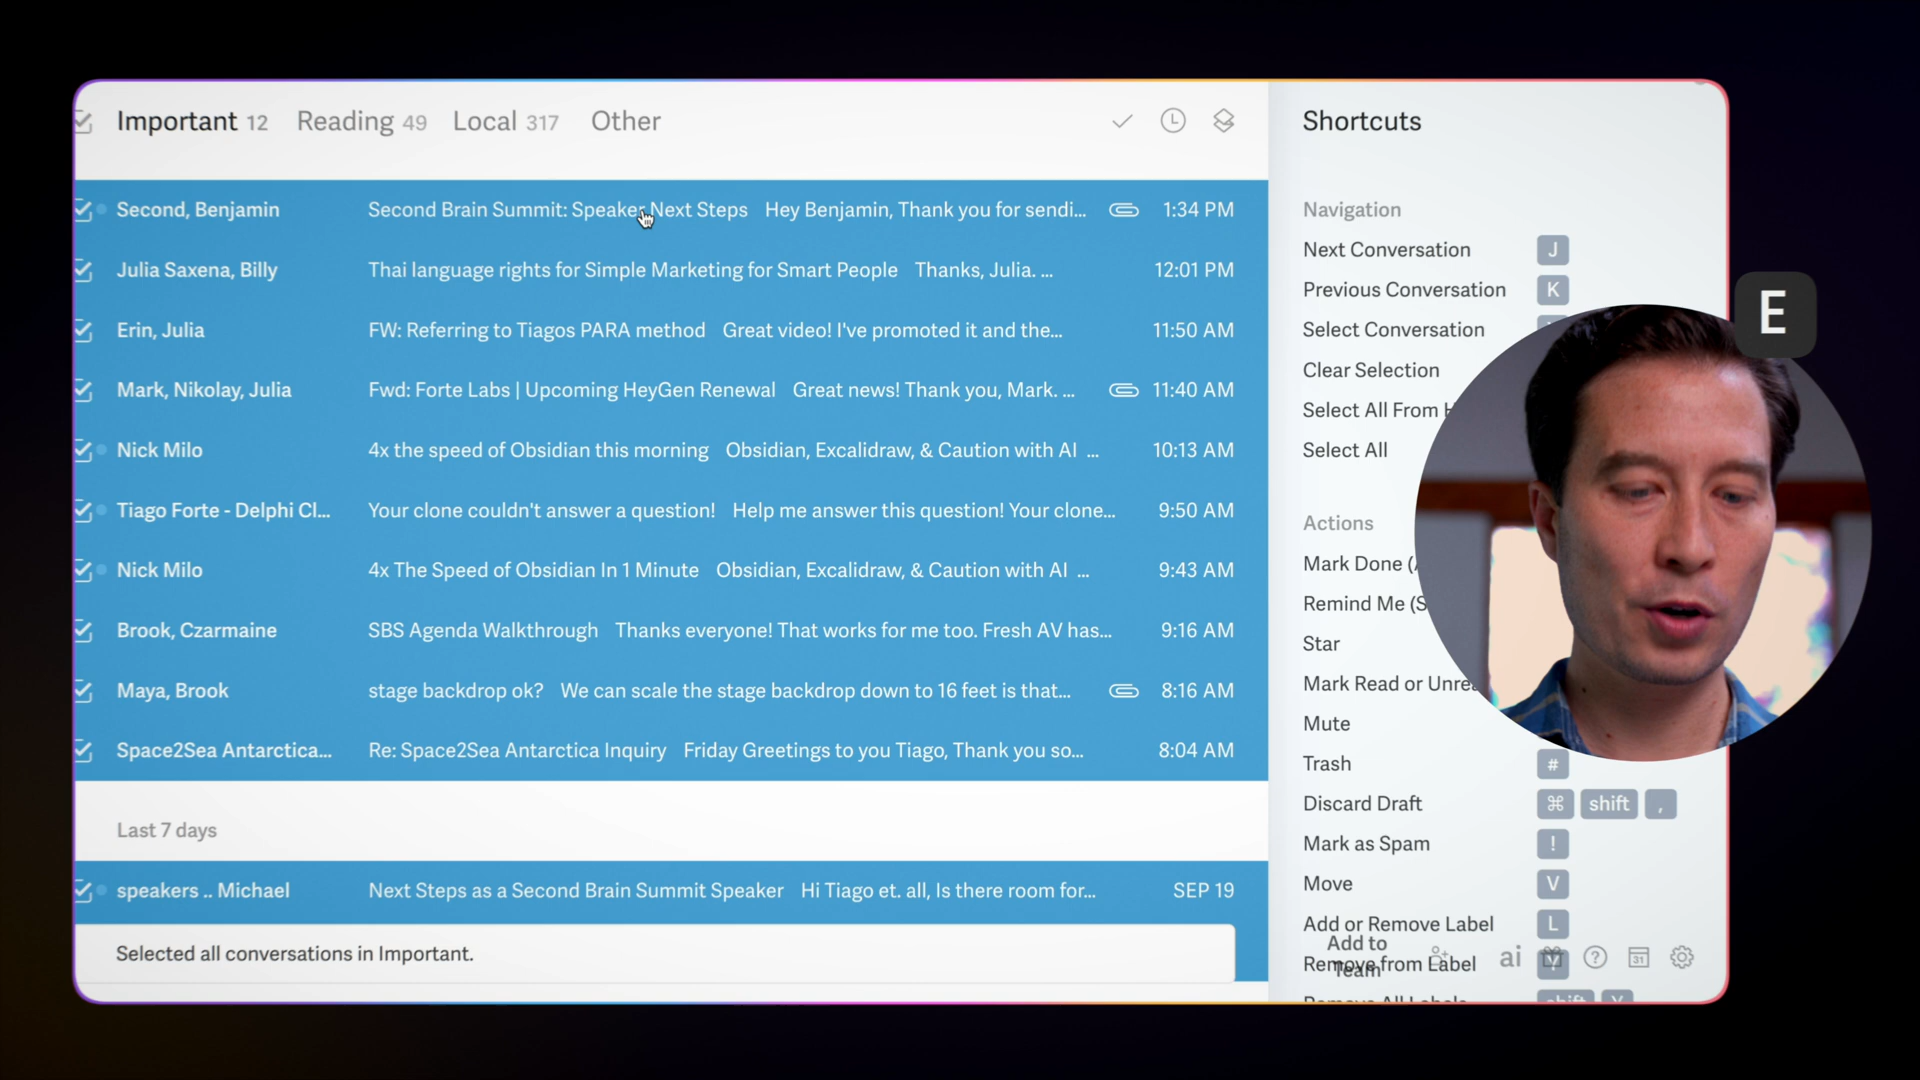 Important 12 Reading 49 Local 317 Other
Second, Benjamin Second Brain Summit: Speaker Next Steps Hey Benjamin, Thank you for sendi... 1:34 PM
Julia Saxena, Billy Thai language rights for Simple Marketing for Smart People Thanks, Julia. ... 12:01 PM
Erin, Julia FW: Referring to Tiagos PARA method Great video! I've promoted it and the... 11:50 AM
Mark, Nikolay, Julia Fwd: Forte Labs | Upcoming HeyGen Renewal Great news! Thank you, Mark. ... 11:40 AM
Nick Milo 4x the speed of Obsidian this morning Obsidian, Excalidraw, & Caution with AI ... 10:13 AM
Tiago Forte - Delphi Cl... Your clone couldn't answer a question! Help me answer this question! Your clone... 9:50 AM
Nick Milo 4x The Speed of Obsidian In 1 Minute Obsidian, Excalidraw, & Caution with AI ... 9:43 AM
Brook, Czarmaine SBS Agenda Walkthrough Thanks everyone! That works for me too. Fresh AV has... 9:16 AM
Maya, Brook stage backdrop ok? We can scale the stage backdrop down to 16 feet is that... 8:16 AM
Space2Sea Antarctica... Re: Space2Sea Antarctica Inquiry Friday Greetings to you Tiago, Thank you so... 8:04 AM
Last 7 days
speakers .. Michael Next Steps as a Second Brain Summit Speaker Hi Tiago et. all, Is there room for... SEP 19
Selected all conversations in Important.
Shortcuts
Navigation
Next Conversation J
Previous Conversation K
Select Conversation
Clear Selection
Select All From
Select All
Actions
Mark Done
Remind Me (S
Star
Mark Read or
Mute
Trash #
Discard Draft ⌘ shift ,
Mark as Spam !
Move V
Add or Remove Label L
Add to
Team
Remove from Label Y
ai ? 31
Remove All Labels shift Y
E